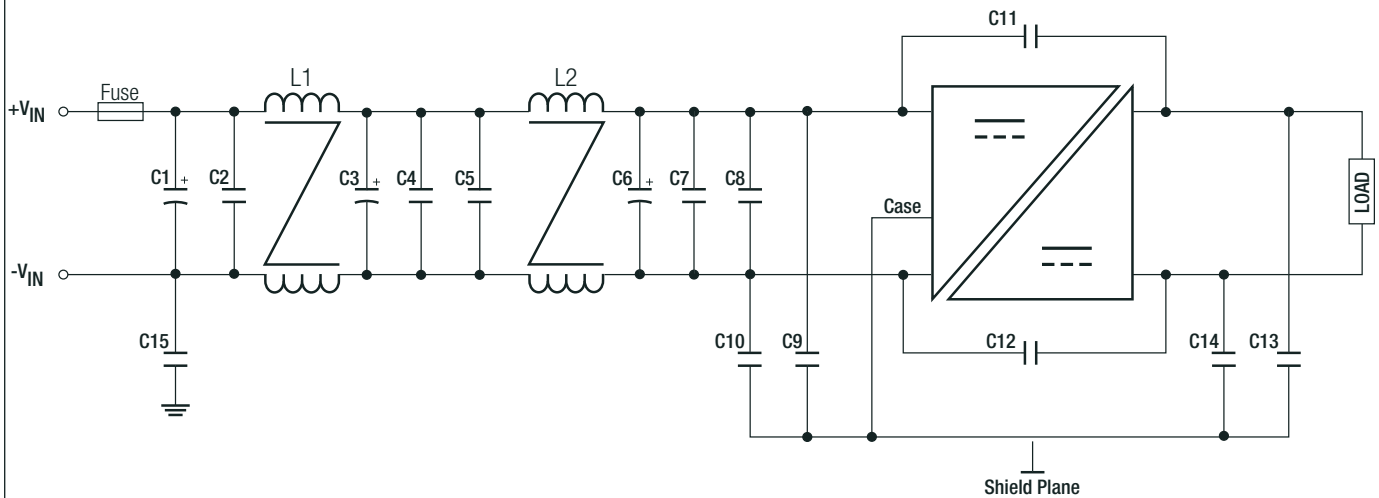 C11
L1
L2
Fuse
+VIN
C1 +
C2
C3 +
C4
C5
C6 +
C7
C8
Case
LOAD
-VIN
C15
C10
C9
C12
C14
C13
Shield Plane